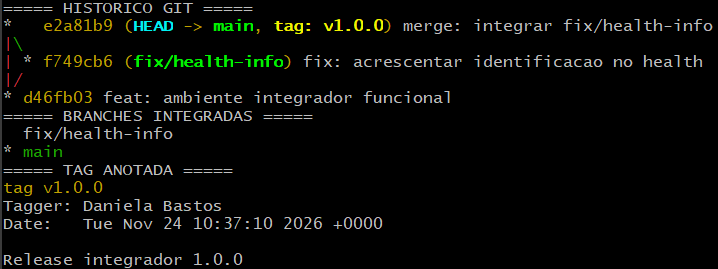 ===== HISTORICO GIT =====
*   e2a81b9 (HEAD -> main, tag: v1.0.0) merge: integrar fix/health-info
|\
| * f749cb6 (fix/health-info) fix: acrescentar identificacao no health
|/
* d46fb03 feat: ambiente integrador funcional
===== BRANCHES INTEGRADAS =====
  fix/health-info
* main
===== TAG ANOTADA =====
tag v1.0.0
Tagger: Daniela Bastos
Date:   Tue Nov 24 10:37:10 2026 +0000

Release integrador 1.0.0